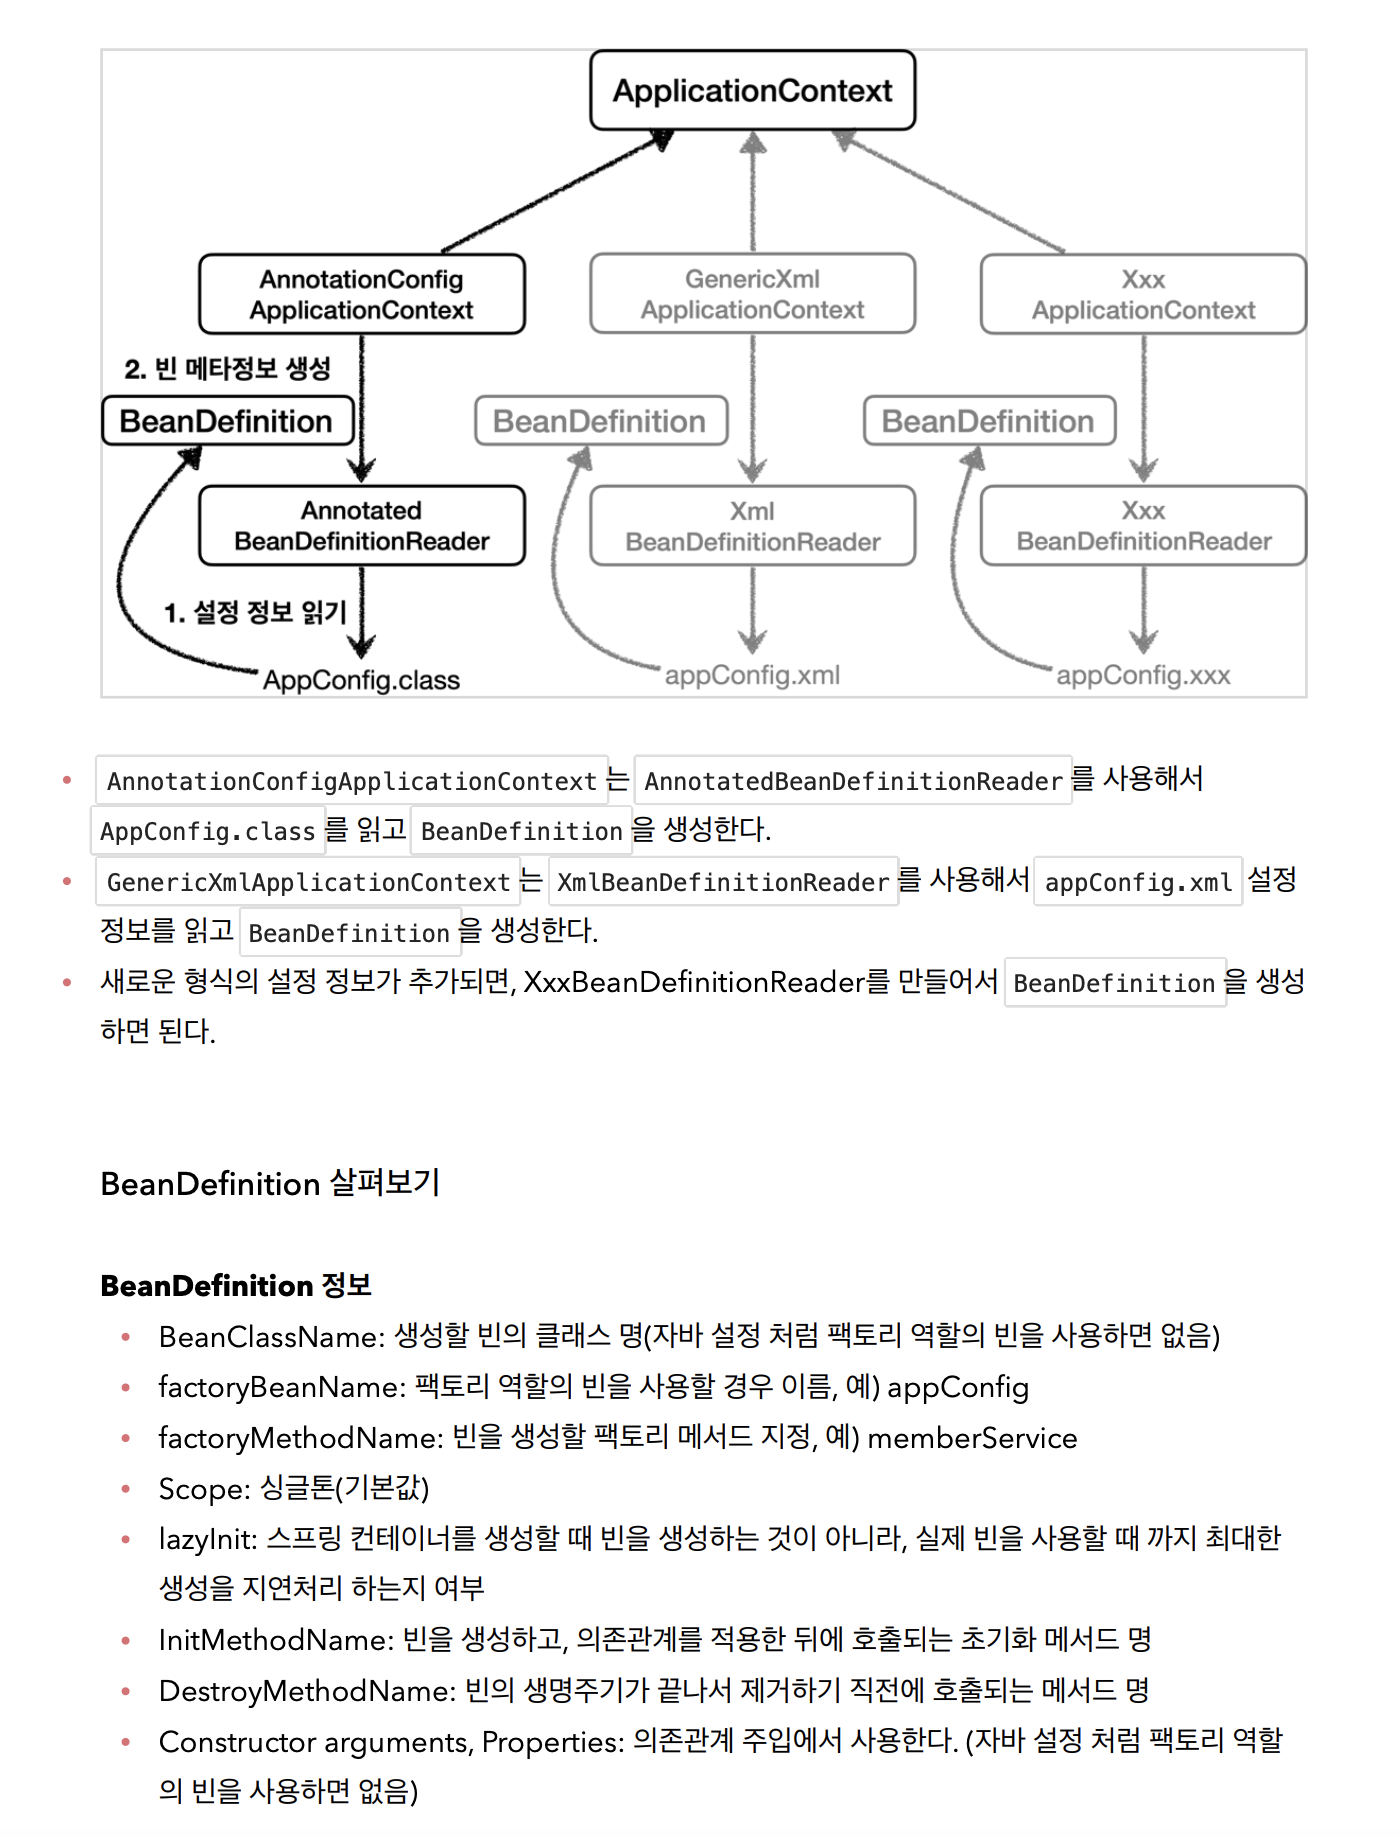 ApplicationContext
AnnotationConfig
ApplicationContext
GenericXml
ApplicationContext
Xxx
ApplicationContext
2. 빈 메타정보 생성
BeanDefinition
BeanDefinition
BeanDefinition
Annotated
BeanDefinitionReader
Xml
BeanDefinitionReader
Xxx
BeanDefinitionReader
1. 설정 정보 읽기
AppConfig.class
appConfig.xml
appConfig.xxx
• AnnotationConfigApplicationContext 는 AnnotatedBeanDefinitionReader 를 사용해서
AppConfig.class 를 읽고 BeanDefinition 을 생성한다.
• GenericXmlApplicationContext 는 XmlBeanDefinitionReader 를 사용해서 appConfig.xml 설정
정보를 읽고 BeanDefinition 을 생성한다.
• 새로운 형식의 설정 정보가 추가되면, XxxBeanDefinitionReader를 만들어서 BeanDefinition 을 생성
하면 된다.
BeanDefinition 살펴보기
BeanDefinition 정보
• BeanClassName: 생성할 빈의 클래스 명(자바 설정 처럼 팩토리 역할의 빈을 사용하면 없음)
• factoryBeanName: 팩토리 역할의 빈을 사용할 경우 이름, 예) appConfig
• factoryMethodName: 빈을 생성할 팩토리 메서드 지정, 예) memberService
• Scope: 싱글톤(기본값)
• lazyInit: 스프링 컨테이너를 생성할 때 빈을 생성하는 것이 아니라, 실제 빈을 사용할 때 까지 최대한
생성을 지연처리 하는지 여부
• InitMethodName: 빈을 생성하고, 의존관계를 적용한 뒤에 호출되는 초기화 메서드 명
• DestroyMethodName: 빈의 생명주기가 끝나서 제거하기 직전에 호출되는 메서드 명
• Constructor arguments, Properties: 의존관계 주입에서 사용한다. (자바 설정 처럼 팩토리 역할
의 빈을 사용하면 없음)